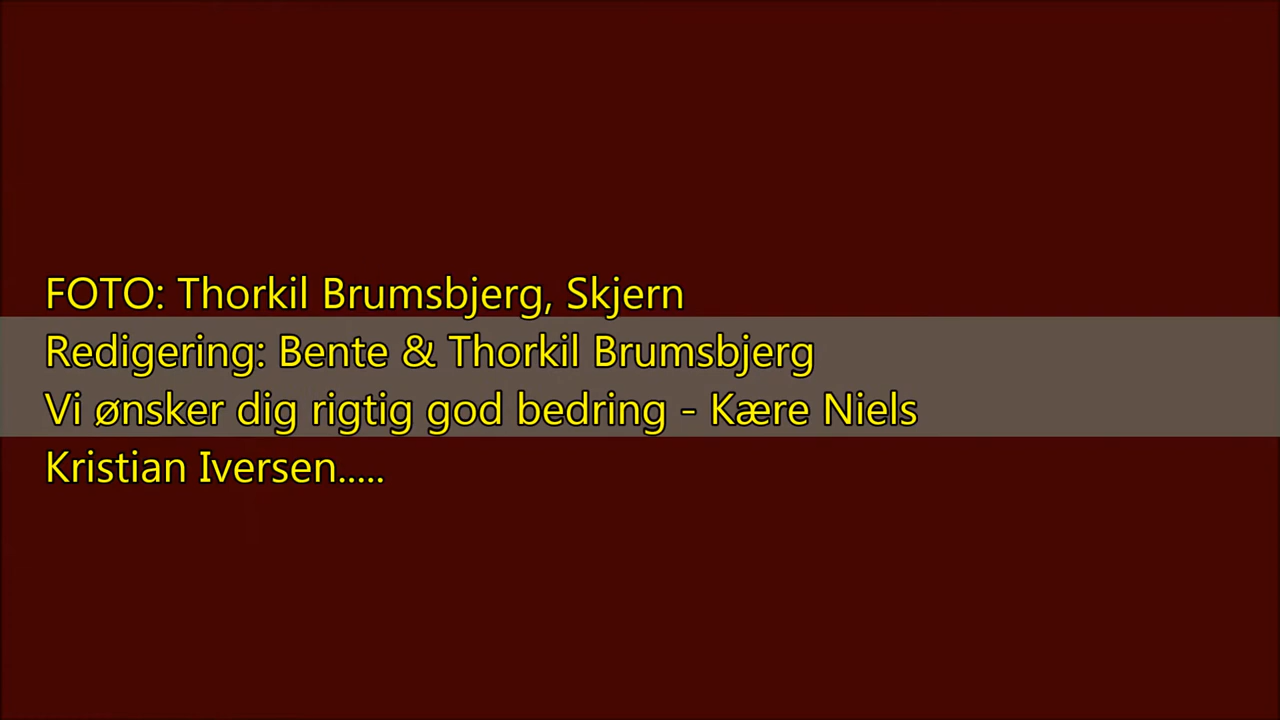 FOTO: Thorkil Brumsbjerg, Skjern
Redigering: Bente & Thorkil Brumsbjerg
Vi ønsker dig rigtig god bedring - Kære Niels
Kristian Iversen.....